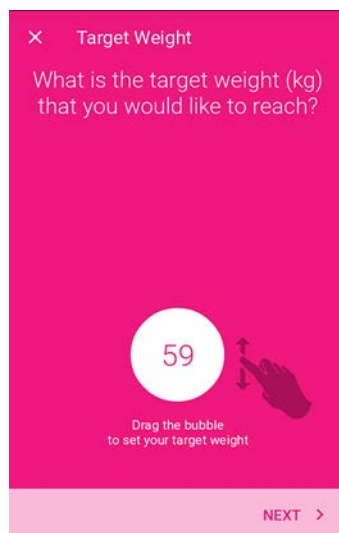 Target Weight
What is the target weight (kg)
that you would like to reach?
59
Drag the bubble
to set your target weight
NEXT